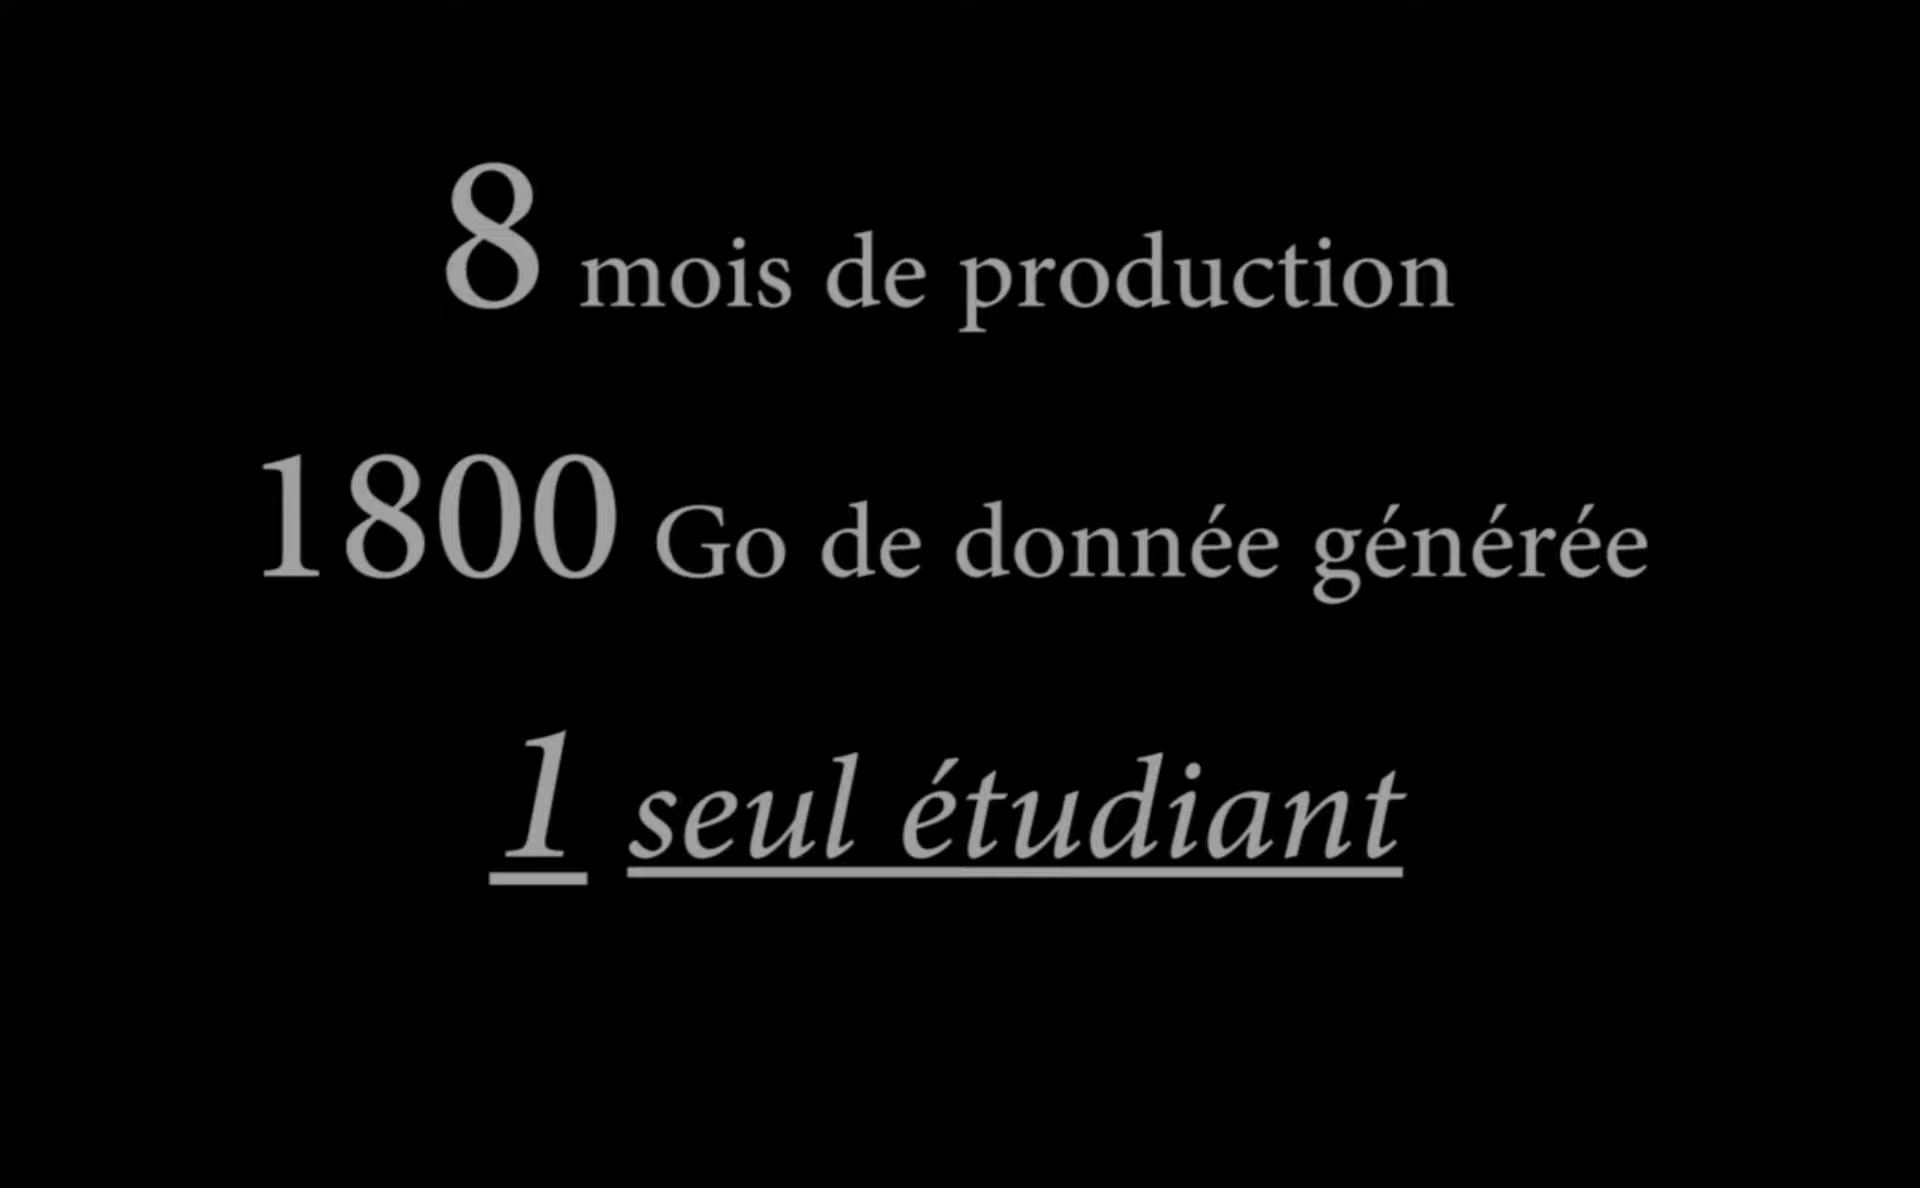 8 mois de production
1800 Go de donnée générée
1 seul étudiant